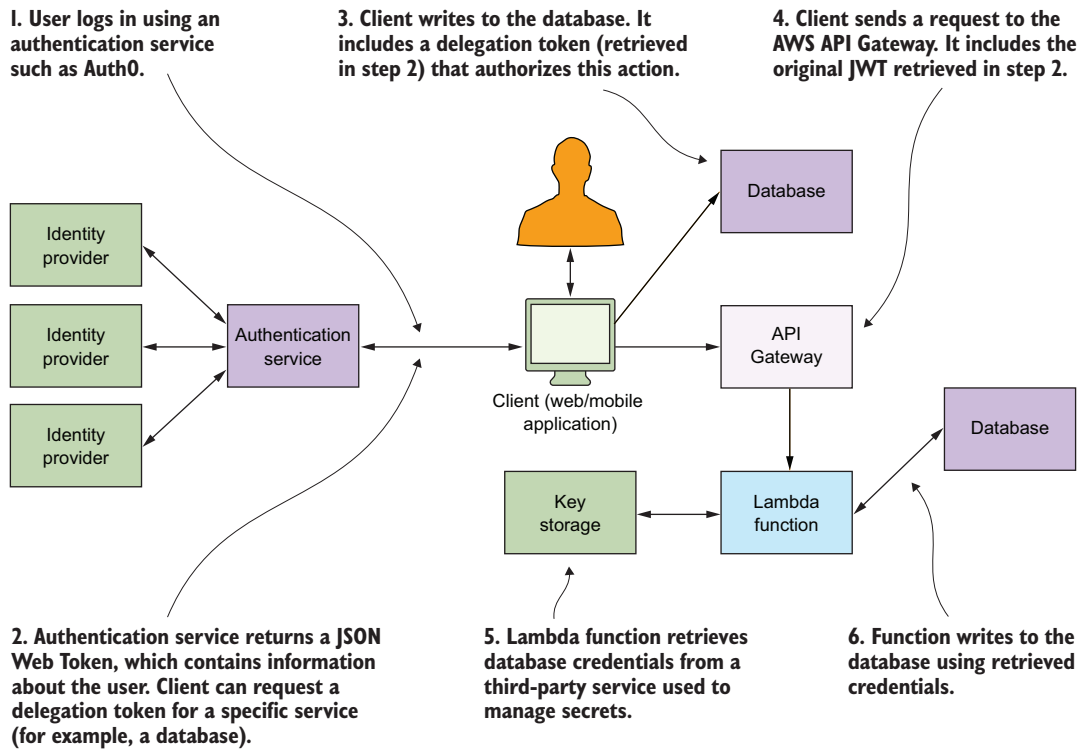 1. User logs in using an
authentication service
such as Auth0.
3. Client writes to the database. It
includes a delegation token (retrieved
in step 2) that authorizes this action.
4. Client sends a request to the
AWS API Gateway. It includes the
original JWT retrieved in step 2.
Database
Identity
provider
Identity
provider
Identity
provider
Authentication
service
Client (web/mobile
application)
API
Gateway
Database
Key
storage
Lambda
function
2. Authentication service returns a JSON
Web Token, which contains information
about the user. Client can request a
delegation token for a specific service
(for example, a database).
5. Lambda function retrieves
database credentials from a
third-party service used to
manage secrets.
6. Function writes to the
database using retrieved
credentials.